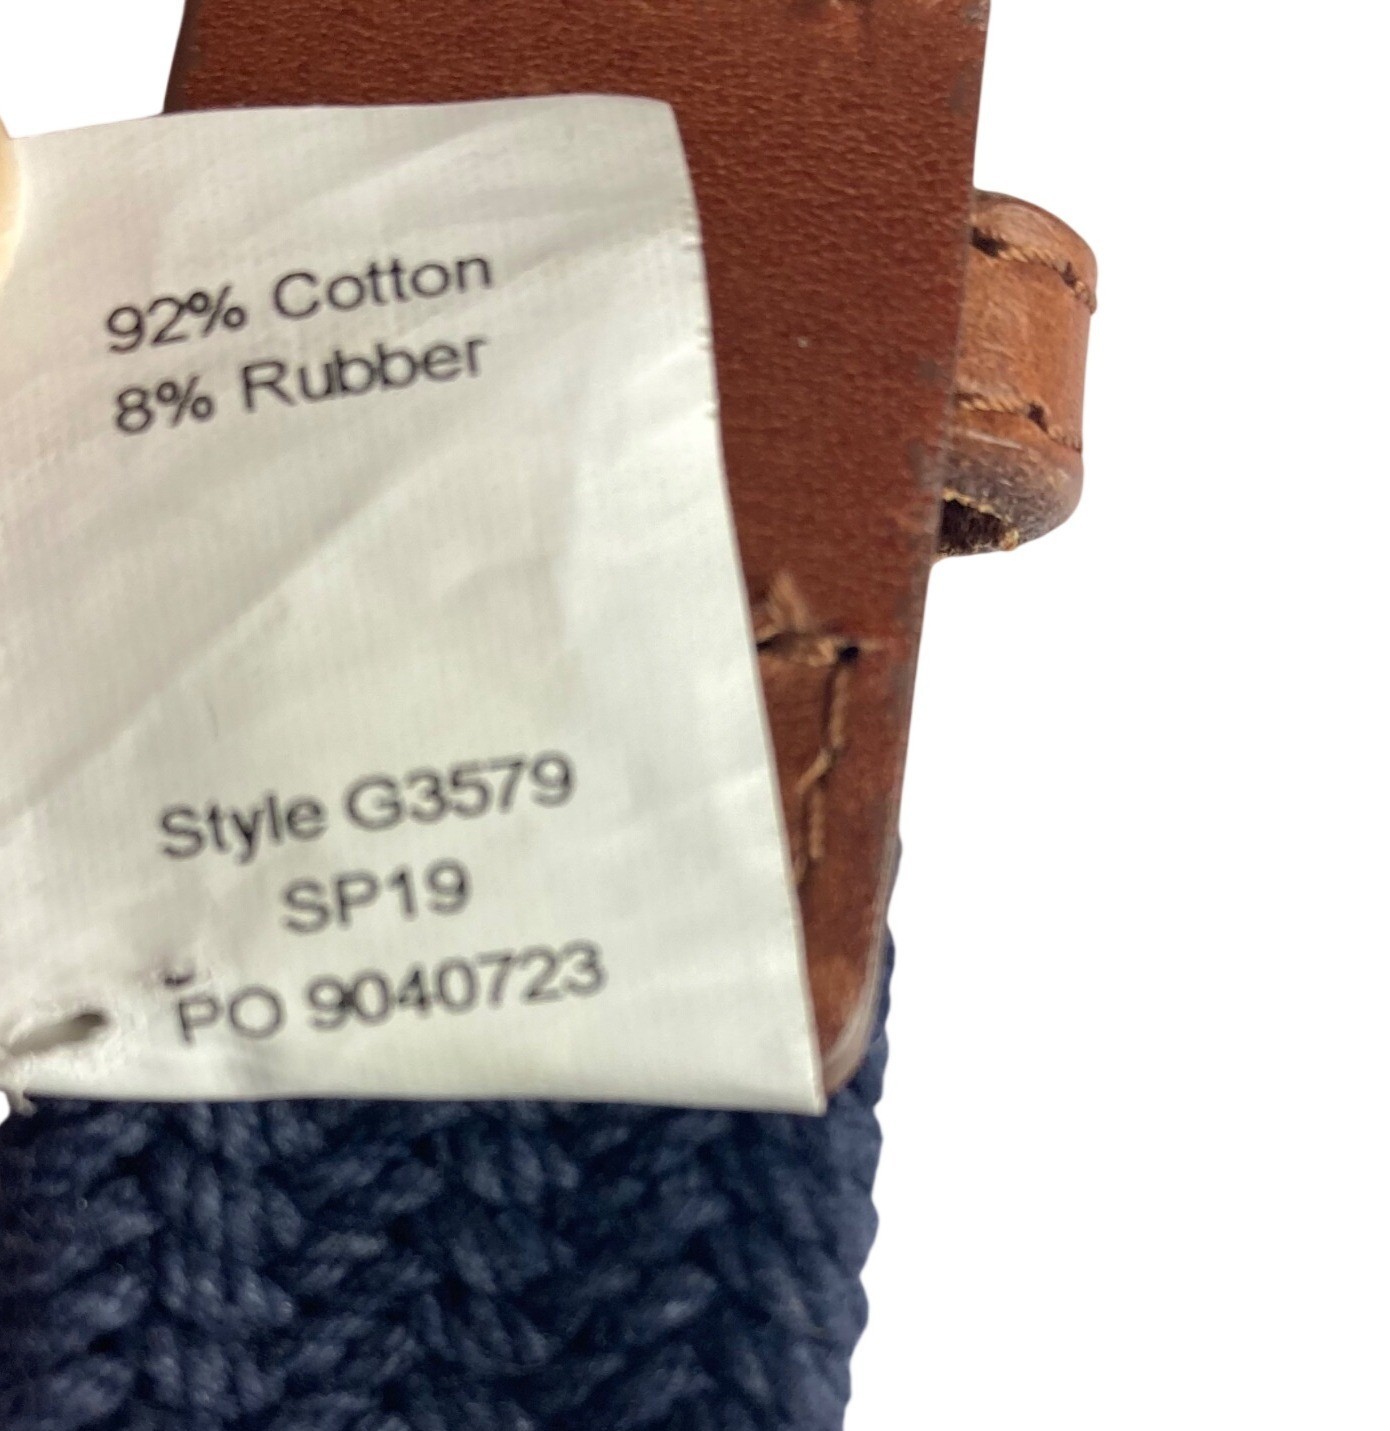 92% Cotton
8% Rubber
Style G3579
SP19
PO 9040723